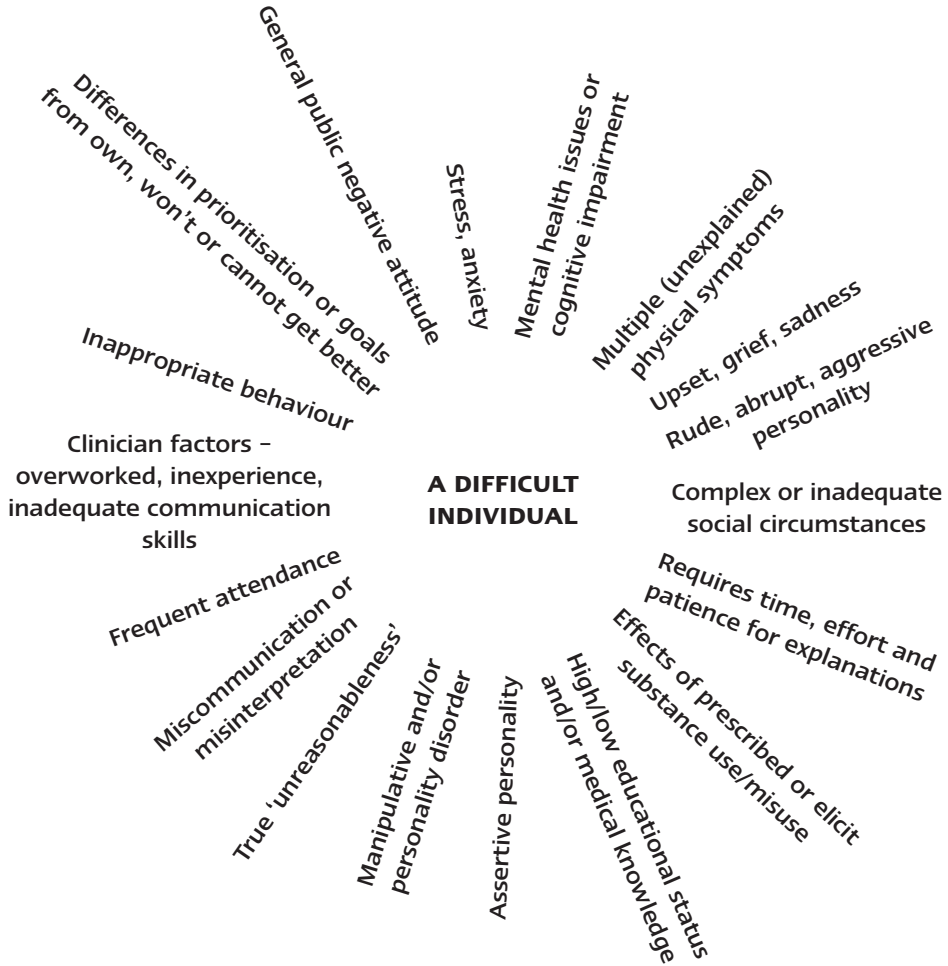 General public negative attitude
Stress, anxiety
Mental health issues or
cognitive impairment
Multiple (unexplained)
physical symptoms
Upset, grief, sadness
Rude, abrupt, aggressive
personality
Complex or inadequate
social circumstances
Requires time, effort and
patience for explanations
Effects of prescribed or elicit
substance use/misuse
High/low educational status
and/or medical knowledge
Assertive personality
Manipulative and/or
personality disorder
True ‘unreasonableness’
Miscommunication or
misinterpretation
Frequent attendance
Clinician factors –
overworked, inexperience,
inadequate communication
skills
Inappropriate behaviour
Differences in prioritisation or goals
from own, won’t or cannot get better
A DIFFICULT
INDIVIDUAL